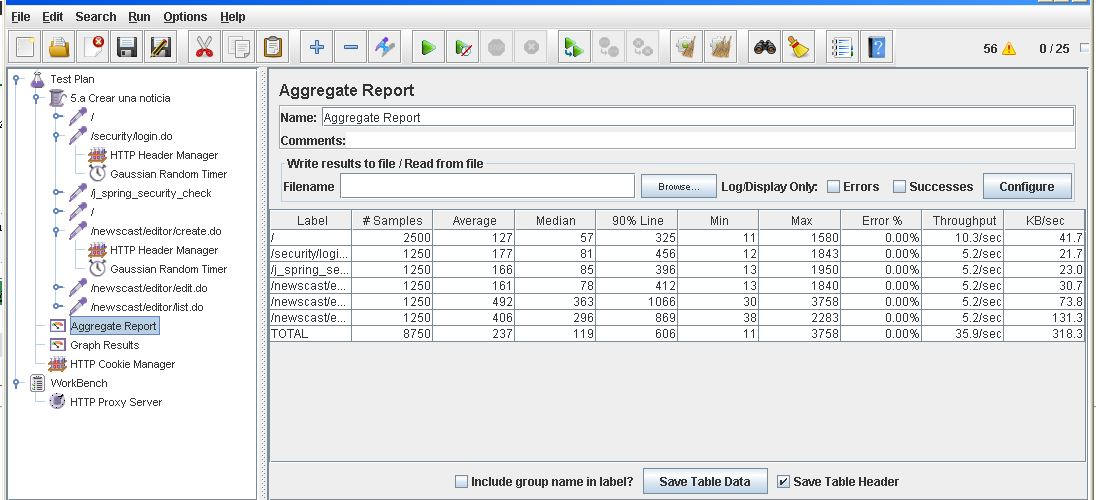 File Edit Search Run Options Help
56 0 / 25
Test Plan
5.a Crear una noticia
/
/security/login.do
HTTP Header Manager
Gaussian Random Timer
/j_spring_security_check
/
/newscast/editor/create.do
HTTP Header Manager
Gaussian Random Timer
/newscast/editor/edit.do
/newscast/editor/list.do
Aggregate Report
Graph Results
HTTP Cookie Manager
WorkBench
HTTP Proxy Server
Aggregate Report
Name: Aggregate Report
Comments:
Write results to file / Read from file
Filename Browse... Log/Display Only: Errors Successes Configure
Label # Samples Average Median 90% Line Min Max Error % Throughput KB/sec
/ 2500 127 57 325 11 1580 0.00% 10.3/sec 41.7
/security/logi... 1250 177 81 456 12 1843 0.00% 5.2/sec 21.7
/j_spring_se... 1250 166 85 396 13 1950 0.00% 5.2/sec 23.0
/newscast/e... 1250 161 78 412 13 1840 0.00% 5.2/sec 30.7
/newscast/e... 1250 492 363 1066 30 3758 0.00% 5.2/sec 73.8
/newscast/e... 1250 406 296 869 38 2283 0.00% 5.2/sec 131.3
TOTAL 8750 237 119 606 11 3758 0.00% 35.9/sec 318.3
Include group name in label? Save Table Data Save Table Header